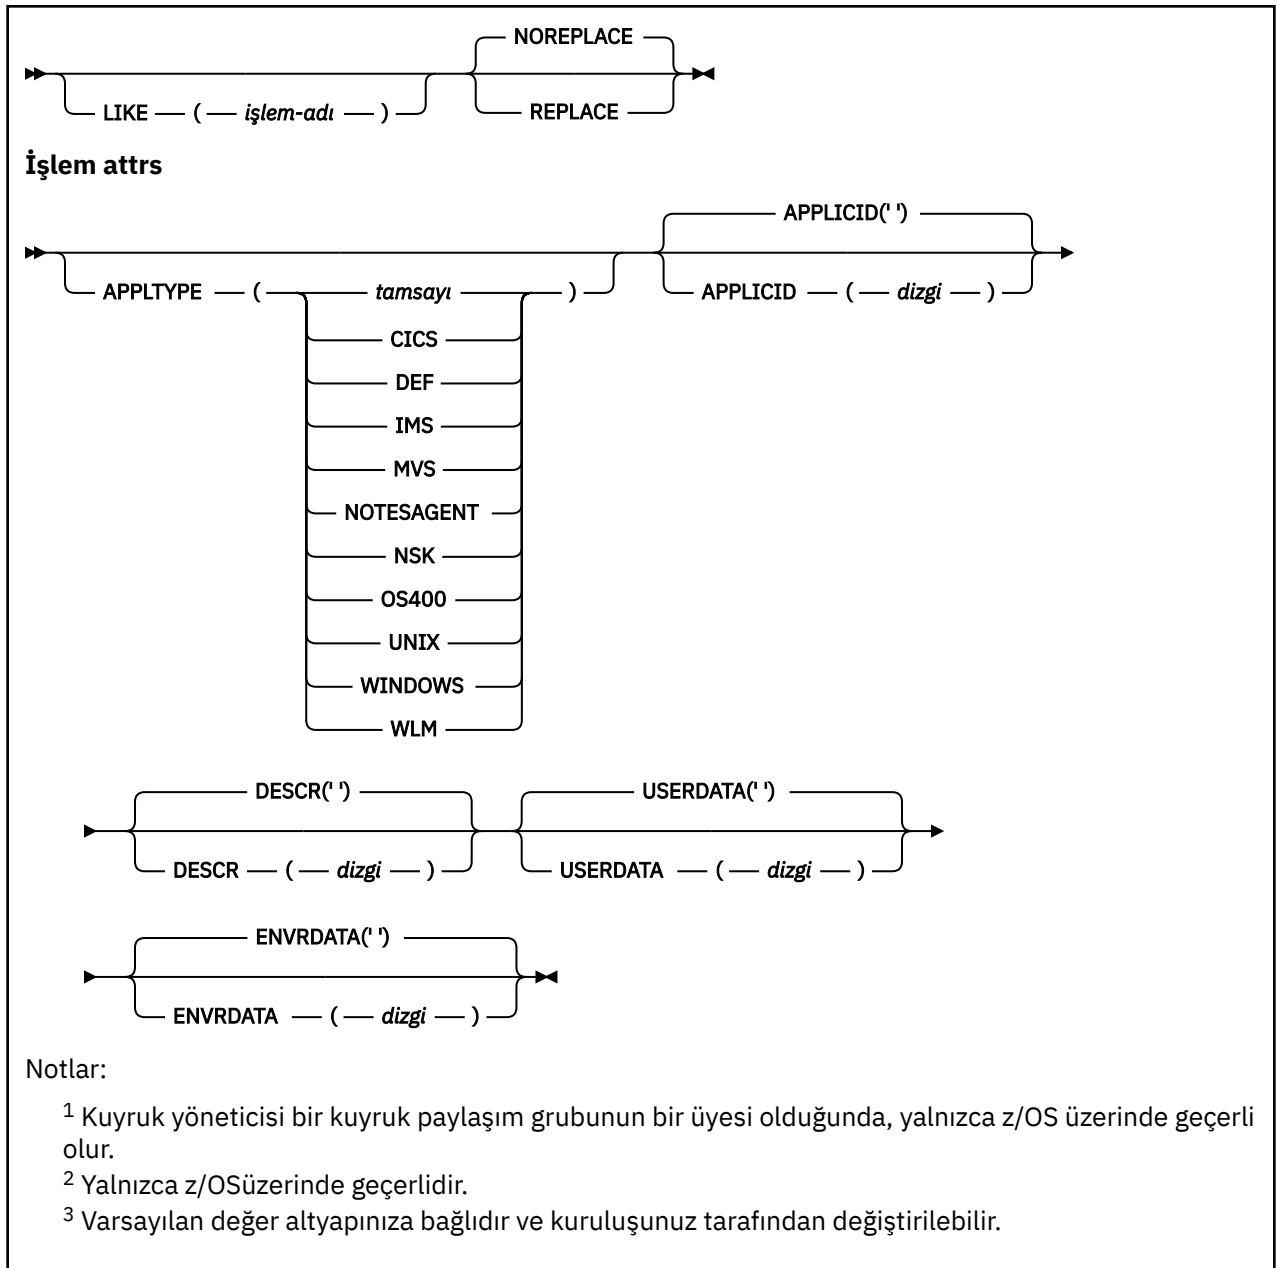 NOREPLACE
LIKE ( işlem-adı ) REPLACE
İşlem attrs
APPLICID(' ')
APPLTYPE ( tamsayı ) APPLICID ( dizgi )
CICS
DEF
IMS
MVS
NOTESAGENT
NSK
OS400
UNIX
WINDOWS
WLM
DESCR(' ') USERDATA(' ')
DESCR ( dizgi ) USERDATA ( dizgi )
ENVRDATA(' ')
ENVRDATA ( dizgi )
Notlar:
1 Kuyruk yöneticisi bir kuyruk paylaşım grubunun bir üyesi olduğunda, yalnızca z/OS üzerinde geçerli
olur.
2 Yalnızca z/OSüzerinde geçerlidir.
3 Varsayılan değer altyapınıza bağlıdır ve kuruluşunuz tarafından değiştirilebilir.